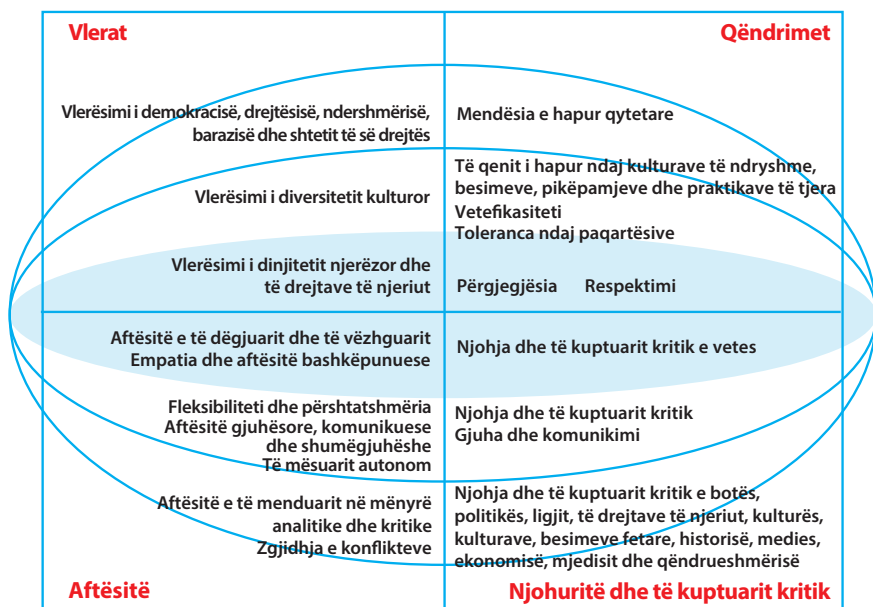 Vlerat
Vlerësimi i demokracisë, drejtësisë, ndershmërisë,
barazisë dhe shtetit të së drejtës
Vlerësimi i diversitetit kulturor
Vlerësimi i dinjitetit njerëzor dhe
të drejtave të njeriut
Qëndrimet
Mendësia e hapur qytetare
Të qenit i hapur ndaj kulturave të ndryshme,
besimeve, pikëpamjeve dhe praktikave të tjera
Vetefikasiteti
Toleranca ndaj paqartësive
Përgjegjësia Respektimi
Aftësitë e të dëgjuarit dhe të vëzhguarit
Empatia dhe aftësitë bashkëpunuese
Fleksibiliteti dhe përshtatshmëria
Aftësitë gjuhësore, komunikuese
dhe shumëgjuhëshe
Të mësuarit autonom
Aftësitë e të menduarit në mënyrë
analitike dhe kritike
Zgjidhja e konflikteve
Aftësitë
Njohja dhe të kuptuarit kritik e vetes
Njohja dhe të kuptuarit kritik
Gjuha dhe komunikimi
Njohja dhe të kuptuarit kritik e botës,
politikës, ligjit, të drejtave të njeriut, kulturës,
kulturave, besimeve fetare, historisë, medies,
ekonomisë, mjedisit dhe qëndrueshmërisë
Njohuritë dhe të kuptuarit kritik